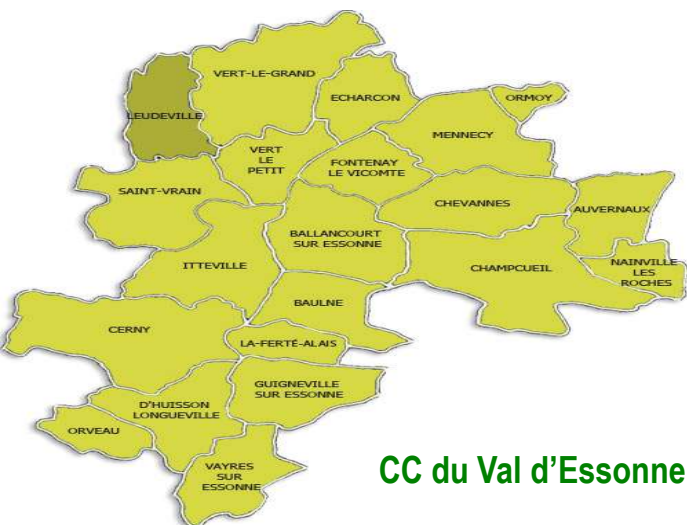 VERT-LE-GRAND
ECHARCON
ORMOY
LEUDEVILLE
MENNECY
VERT
LE
PETIT
FONTENAY
LE VICOMTE
SAINT-VRAIN
CHEVANNES
AUVERNAUX
BALLANCOURT
SUR ESSONNE
ITTEVILLE
CHAMPCUEIL
NAINVILLE
LES
ROCHES
BAULNE
CERNY
LA-FERTÉ-ALAIS
GUIGNEVILLE
SUR ESSONNE
D'HUISSON
LONGUEVILLE
ORVEAU
VAYRES
SUR
ESSONNE
CC du Val d'Essonne